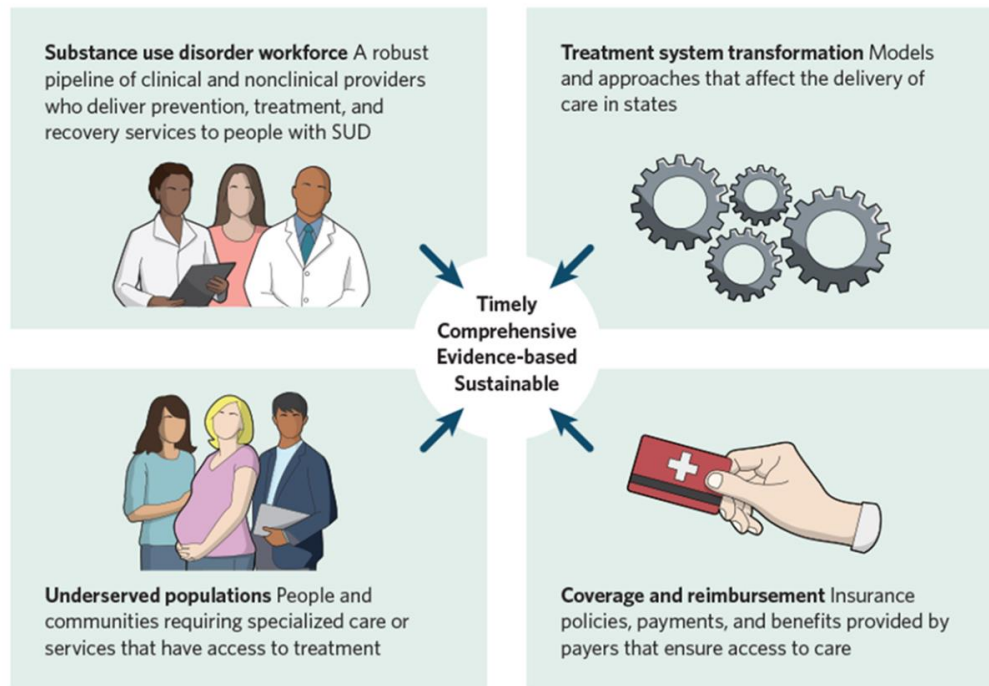 Substance use disorder workforce A robust
pipeline of clinical and nonclinical providers
who deliver prevention, treatment, and
recovery services to people with SUD
Treatment system transformation Models
and approaches that affect the delivery of
care in states
Timely
Comprehensive
Evidence-based
Sustainable
Underserved populations People and
communities requiring specialized care or
services that have access to treatment
Coverage and reimbursement Insurance
policies, payments, and benefits provided by
payers that ensure access to care